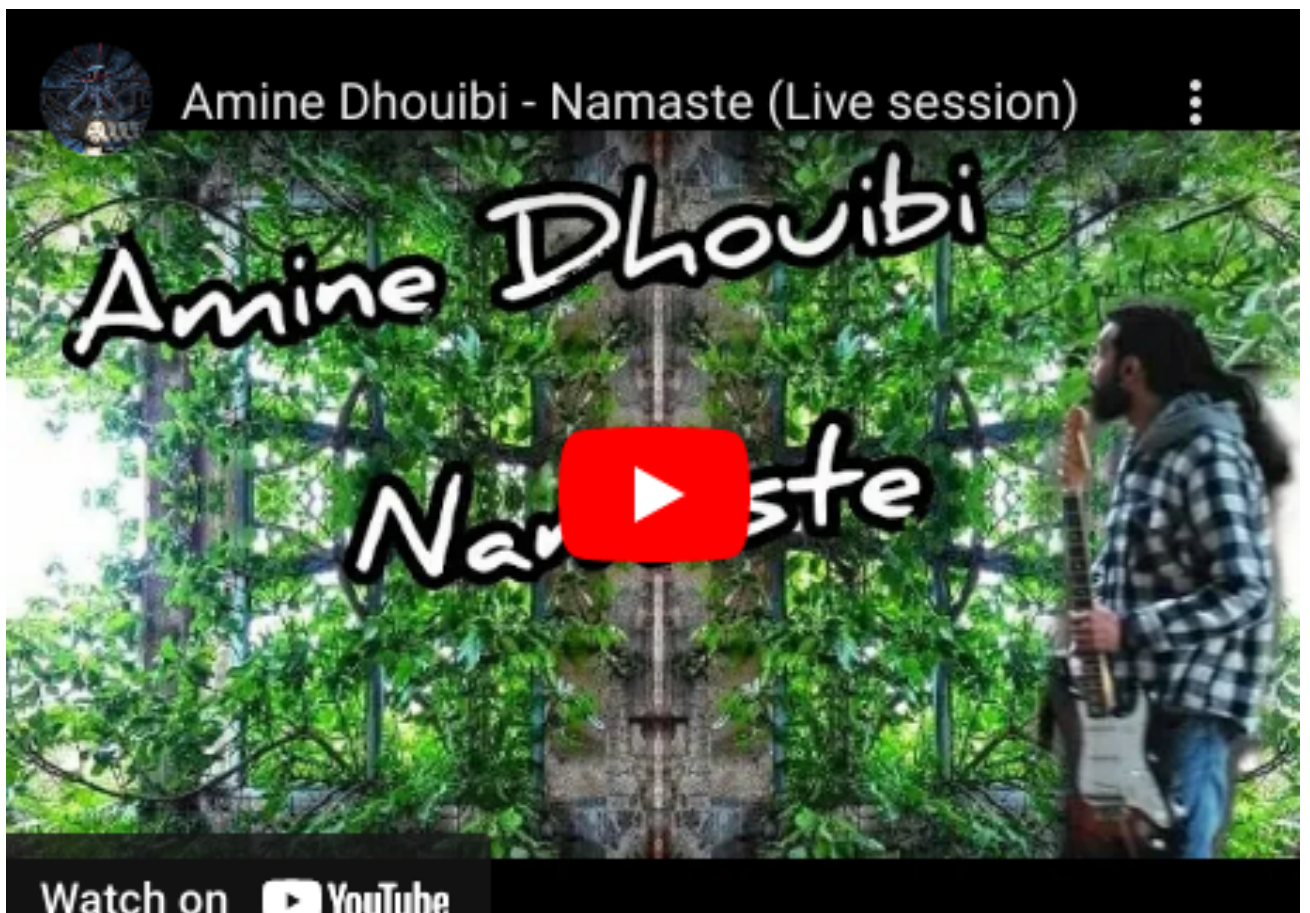 Amine Dhouibi - Namaste (Live session)
Amine Dhouibi
Watch on YouTube